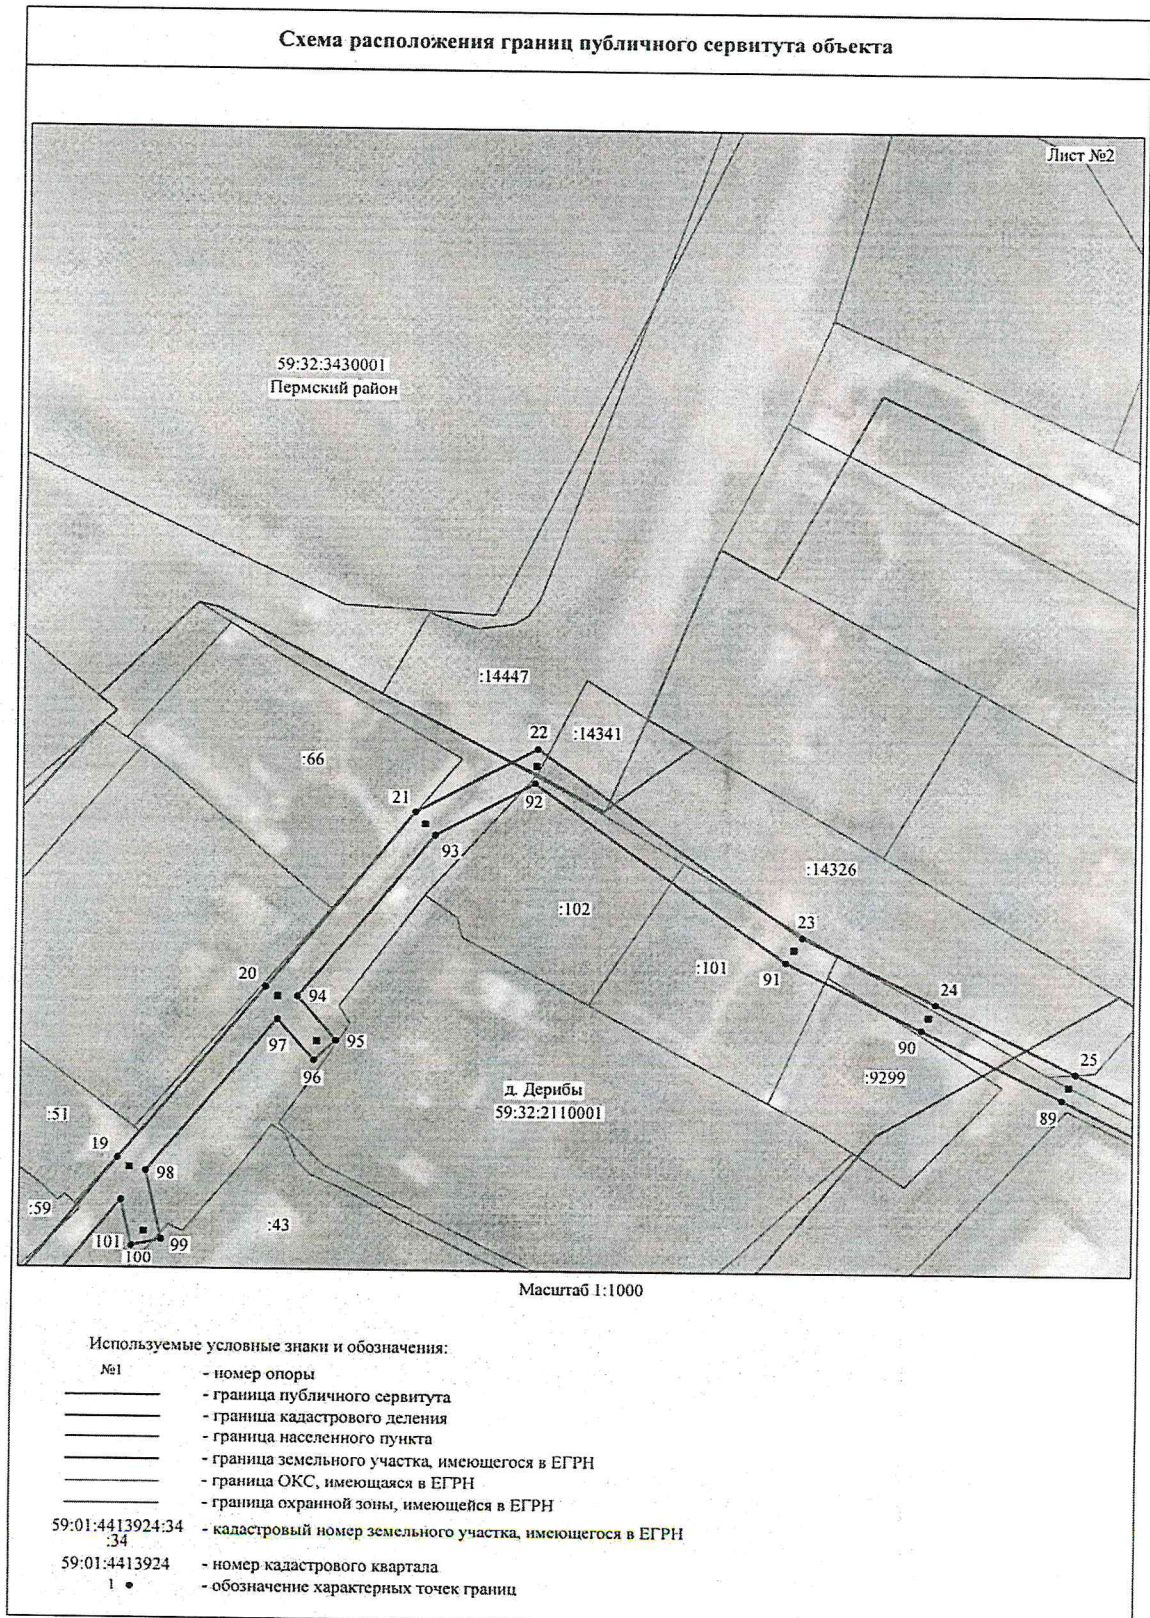 Схема расположения границ публичного сервитута объекта
Лист №2
59:32:3430001
Пермский район
:14447
22
:14341
:66
21
92
93
:14326
:102
23
:101
91
20
94
24
97
95
90
96
25
:9299
д. Дерибы
59:32:2110001
89
:51
19
98
:59
:43
101
99
100
Масштаб 1:1000
Используемые условные знаки и обозначения:
№1 - номер опоры
- граница публичного сервитута
- граница кадастрового деления
- граница населенного пункта
- граница земельного участка, имеющегося в ЕГРН
- граница ОКС, имеющаяся в ЕГРН
- граница охранной зоны, имеющейся в ЕГРН
59:01:4413924:34 - кадастровый номер земельного участка, имеющегося в ЕГРН
:34
59:01:4413924 - номер кадастрового квартала
1 - обозначение характерных точек границ